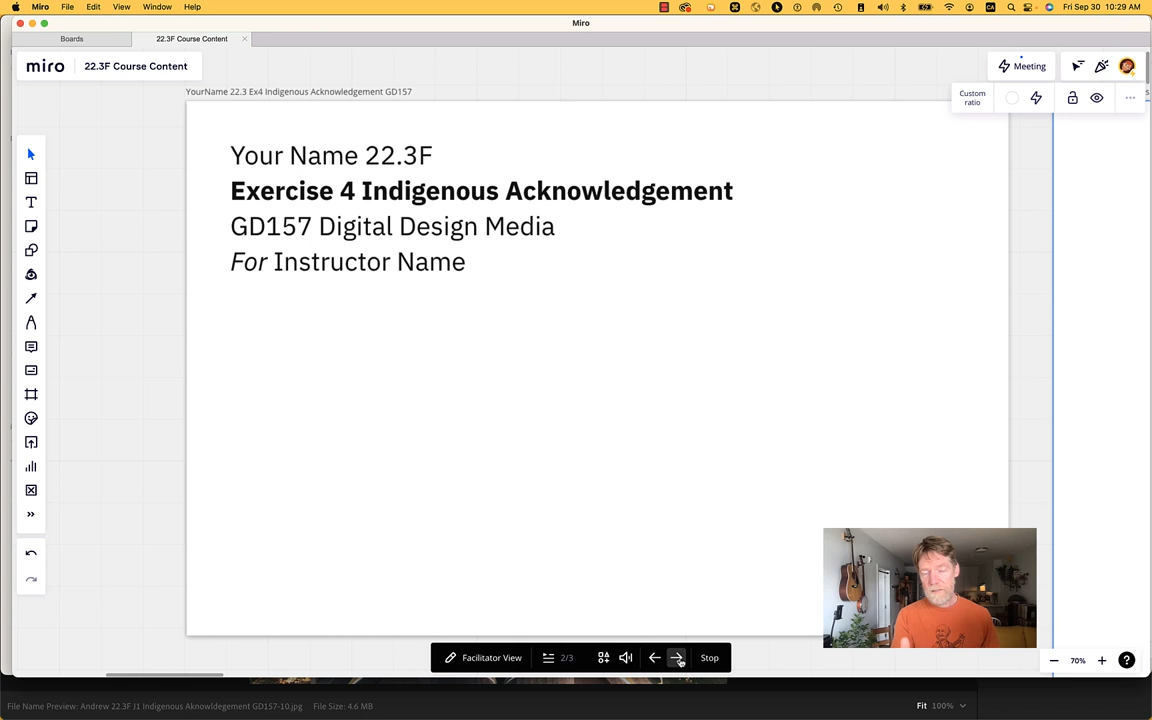 Miro File Edit View Window Help
CA
Fri Sep 30 10:29 AM
Miro
Boards
22.3F Course Content
miro
22.3F Course Content
Meeting
Custom
ratio
YourName 22.3 Ex4 Indigenous Acknowledgement GD157
Your Name 22.3F
Exercise 4 Indigenous Acknowledgement
GD157 Digital Design Media
For Instructor Name
Facilitator View
2/3
Stop
70%
File Name Preview: Andrew 22.3F J1 Indigenous Aknowldegement GD157-10.jpg File Size: 4.6 MB
Fit 100%